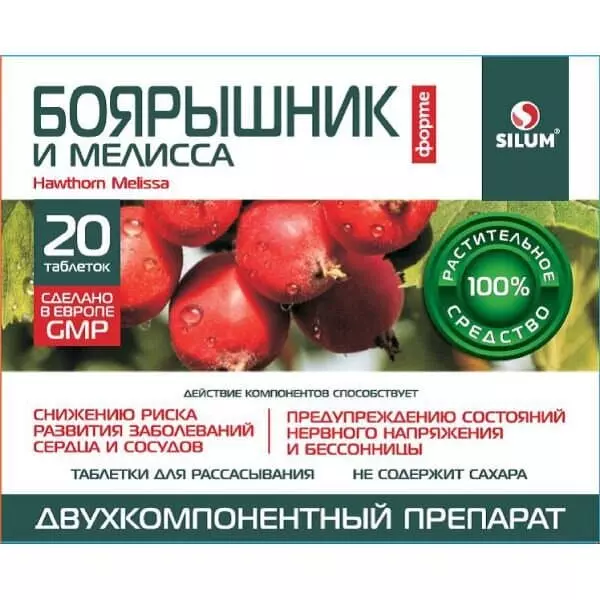 БОЯРЫШНИК
И МЕЛИССА
форте
Hawthorn Melissa
SILUM®
20
таблеток
СДЕЛАНО
В ЕВРОПЕ
GMP
РАСТИТЕЛЬНОЕ
100%
СРЕДСТВО
ДЕЙСТВИЕ КОМПОНЕНТОВ СПОСОБСТВУЕТ
СНИЖЕНИЮ РИСКА
РАЗВИТИЯ ЗАБОЛЕВАНИЙ
СЕРДЦА И СОСУДОВ
ПРЕДУПРЕЖДЕНИЮ СОСТОЯНИЙ
НЕРВНОГО НАПРЯЖЕНИЯ
И БЕССОННИЦЫ
ТАБЛЕТКИ ДЛЯ РАССАСЫВАНИЯ НЕ СОДЕРЖИТ САХАРА
ДВУХКОМПОНЕНТНЫЙ ПРЕПАРАТ